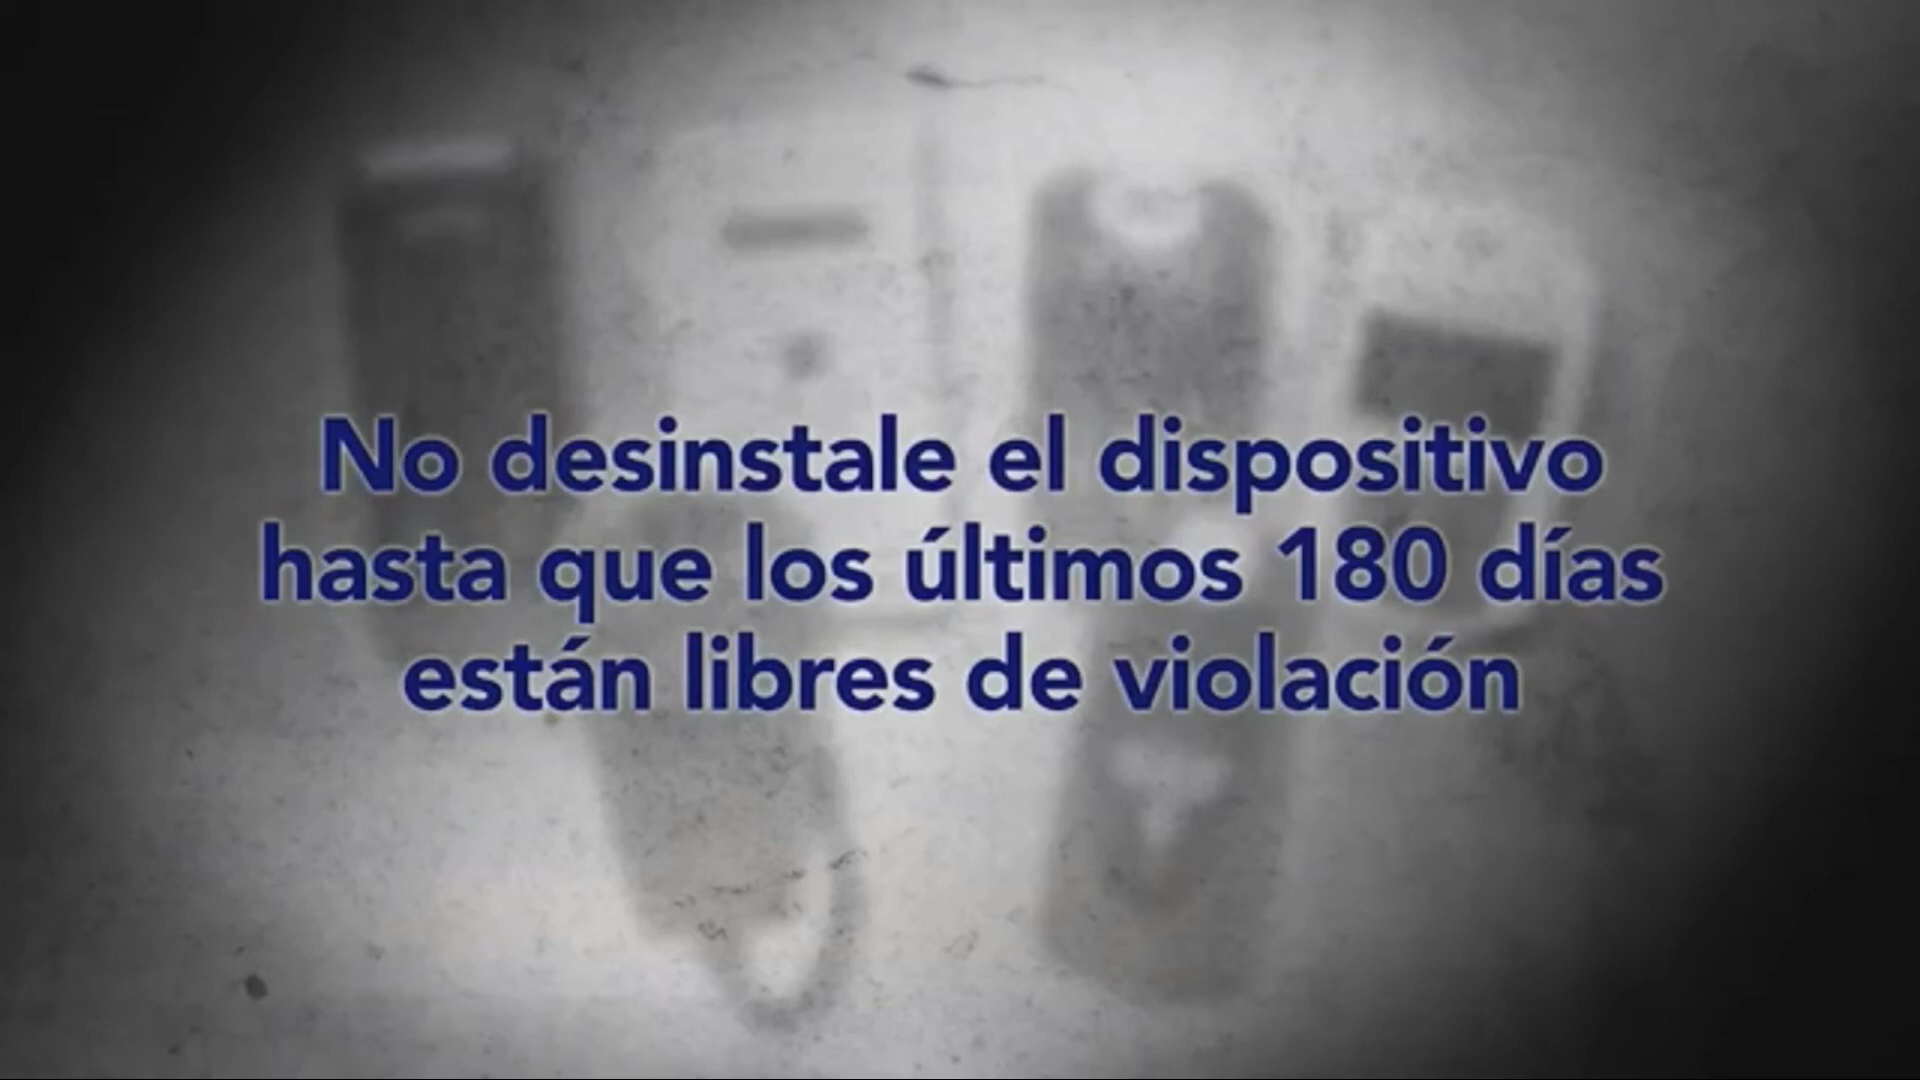 No desinstale el dispositivo
hasta que los últimos 180 días
están libres de violación